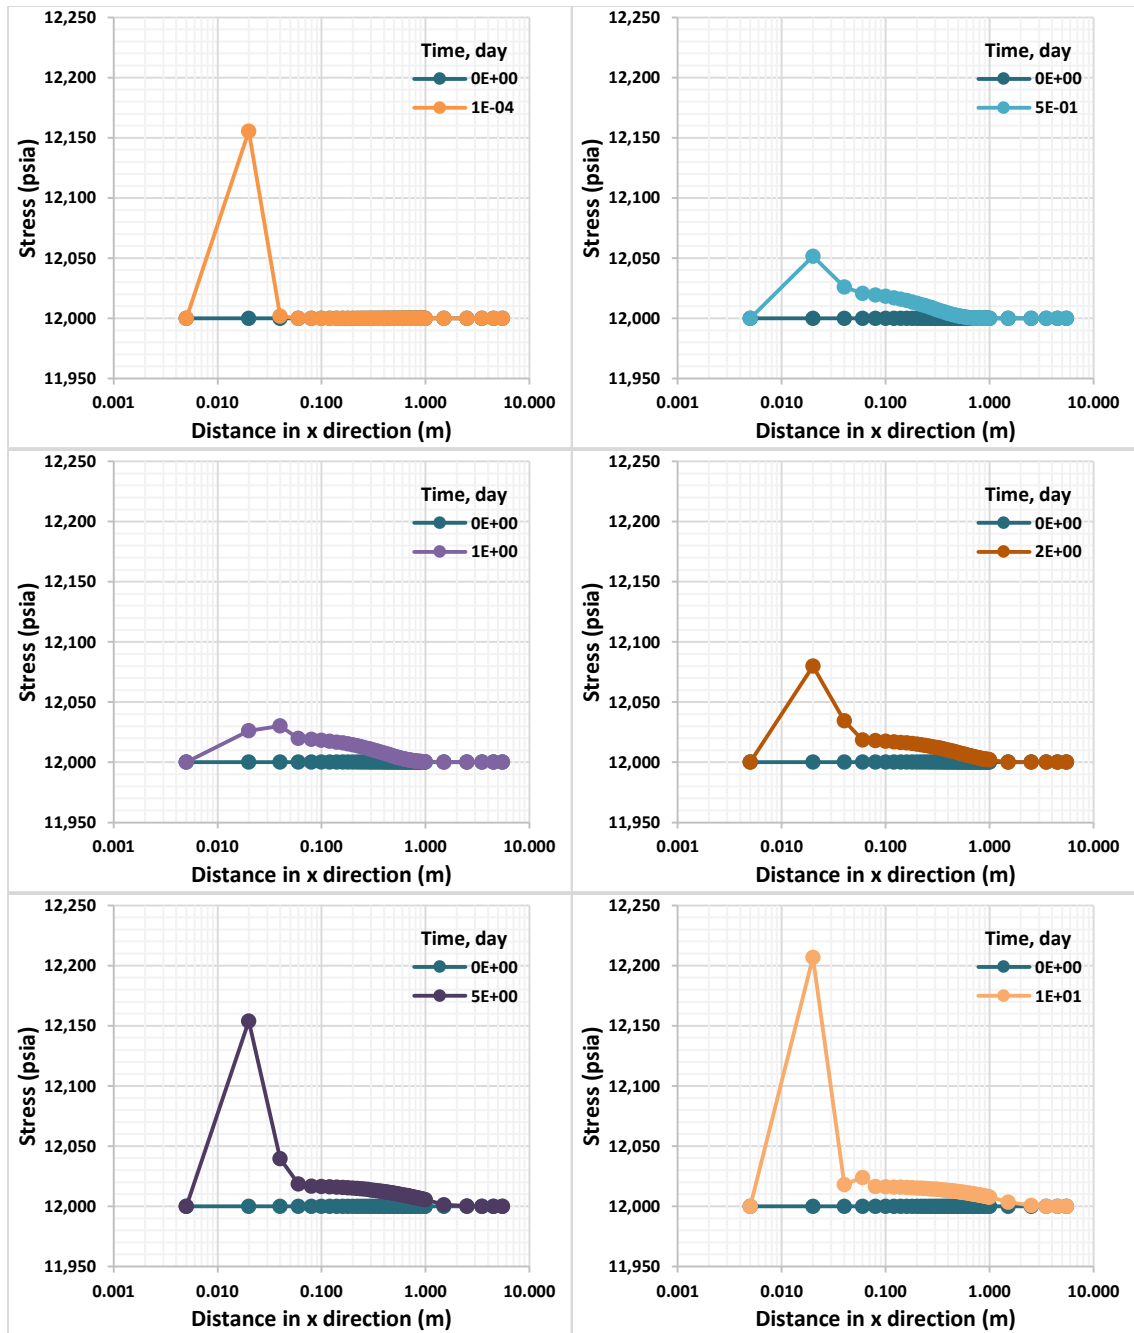 12,250
12,200
12,150
12,100
12,050
12,000
11,950
Stress (psia)
Time, day
0E+00
1E-04
0.001 0.010 0.100 1.000 10.000
Distance in x direction (m)
12,250
12,200
12,150
12,100
12,050
12,000
11,950
Stress (psia)
Time, day
0E+00
5E-01
0.001 0.010 0.100 1.000 10.000
Distance in x direction (m)
12,250
12,200
12,150
12,100
12,050
12,000
11,950
Stress (psia)
Time, day
0E+00
1E+00
0.001 0.010 0.100 1.000 10.000
Distance in x direction (m)
12,250
12,200
12,150
12,100
12,050
12,000
11,950
Stress (psia)
Time, day
0E+00
2E+00
0.001 0.010 0.100 1.000 10.000
Distance in x direction (m)
12,250
12,200
12,150
12,100
12,050
12,000
11,950
Stress (psia)
Time, day
0E+00
5E+00
0.001 0.010 0.100 1.000 10.000
Distance in x direction (m)
12,250
12,200
12,150
12,100
12,050
12,000
11,950
Stress (psia)
Time, day
0E+00
1E+01
0.001 0.010 0.100 1.000 10.000
Distance in x direction (m)